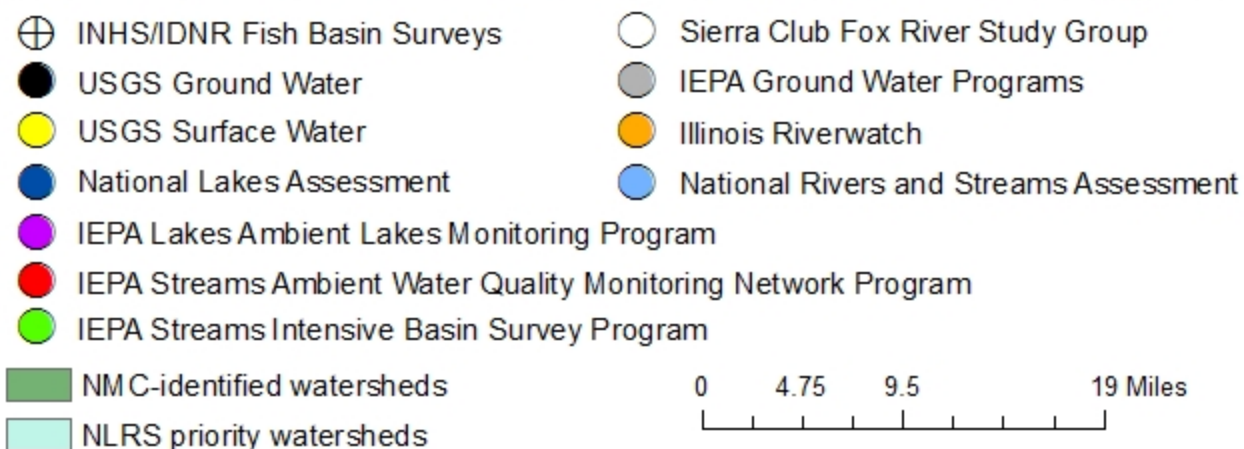 INHS/IDNR Fish Basin Surveys
USGS Ground Water
USGS Surface Water
National Lakes Assessment
IEPA Lakes Ambient Lakes Monitoring Program
IEPA Streams Ambient Water Quality Monitoring Network Program
IEPA Streams Intensive Basin Survey Program
Sierra Club Fox River Study Group
IEPA Ground Water Programs
Illinois Riverwatch
National Rivers and Streams Assessment
NMC-identified watersheds
NLRS priority watersheds
0 4.75 9.5 19 Miles